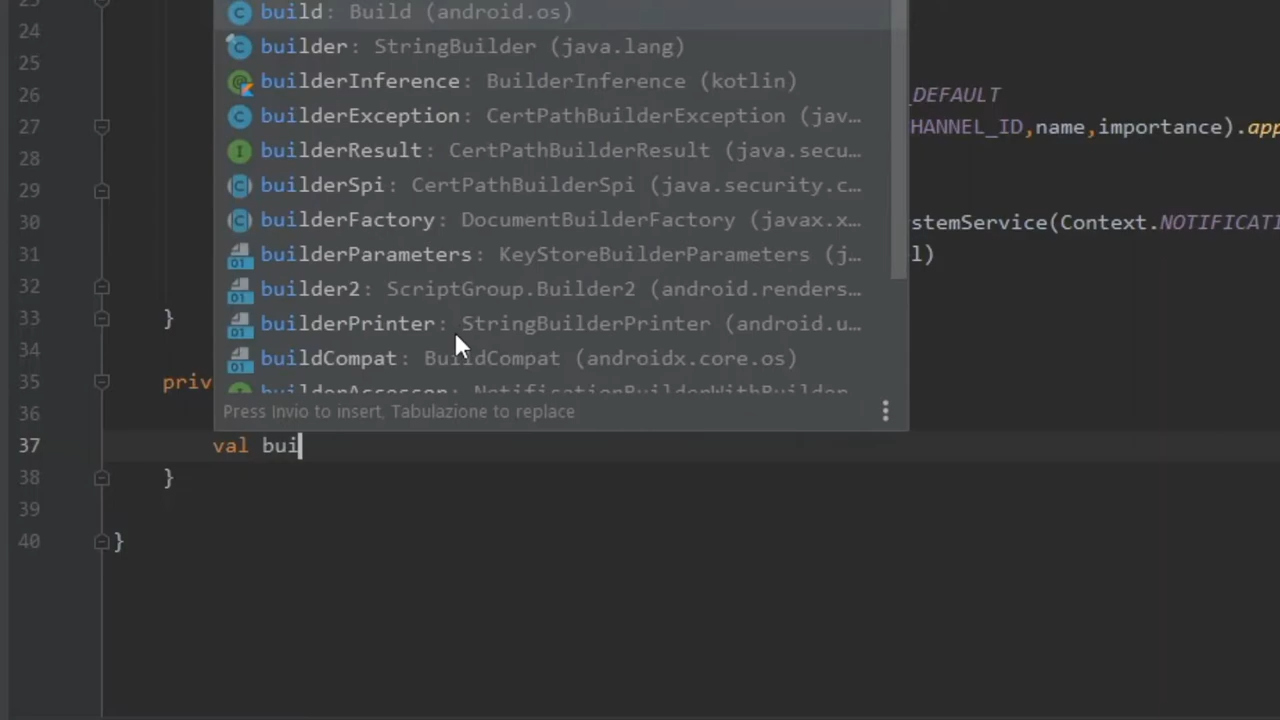 build: Build (android.os)
24
builder: StringBuilder (java.lang)
25
builderInference: BuilderInference (kotlin)
26
_DEFAULT
builderException: CertPathBuilderException (jav…
27
HANNEL_ID,name,importance).app
builderResult: CertPathBuilderResult (java.secu…
28
builderSpi: CertPathBuilderSpi (java.security.c…
29
builderFactory: DocumentBuilderFactory (javax.x…
30
stemService(Context.NOTIFICATI
builderParameters: KeyStoreBuilderParameters (j…
31
l)
builder2: ScriptGroup.Builder2 (android.renders…
32
builderPrinter: StringBuilderPrinter (android.u…
33 }
34
buildCompat: BuildCompat (androidx.core.os)
35 priv
builderAccessor: NotificationBuilderWithBuilder
36
Press Invio to insert, Tabulazione to replace
37 val bui
38 }
39
40 }